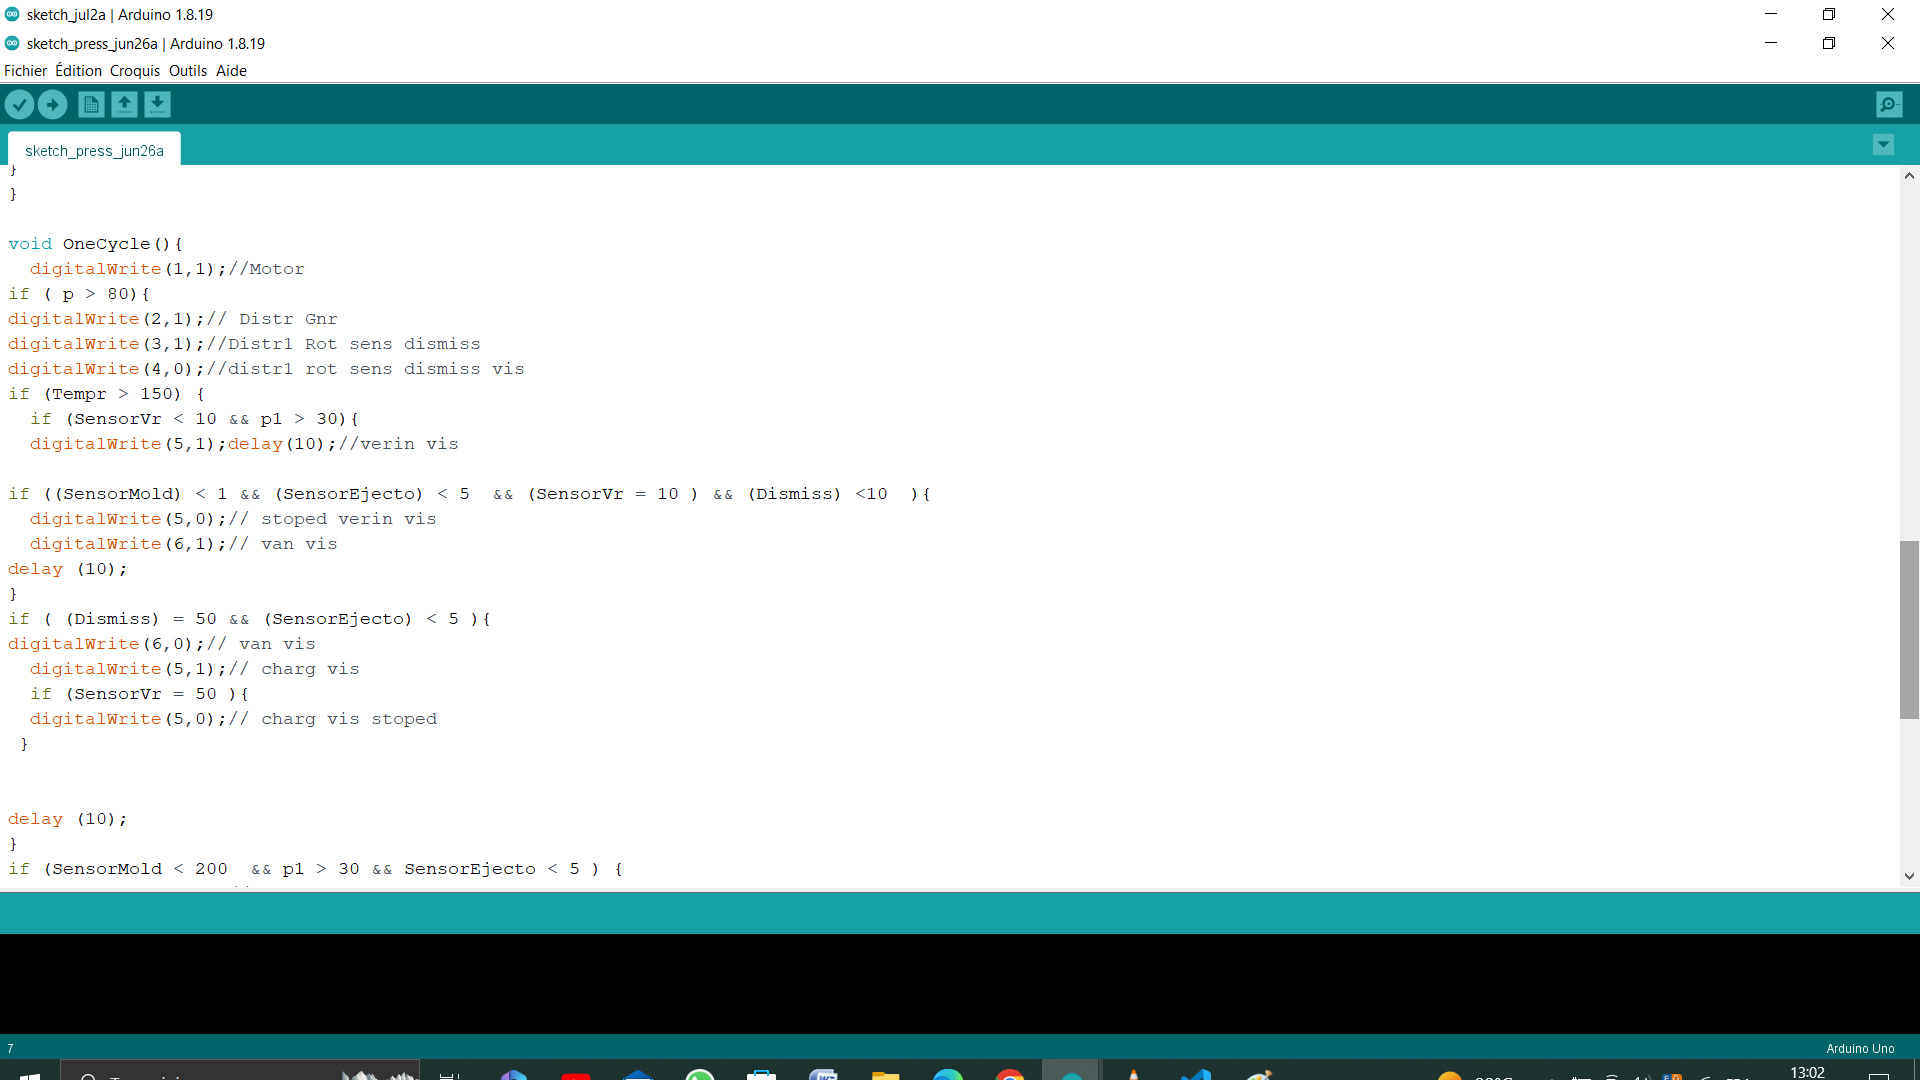 sketch_jul2a | Arduino 1.8.19
sketch_press_jun26a | Arduino 1.8.19
Fichier Édition Croquis Outils Aide
sketch_press_jun26a
}
}
void OneCycle(){
digitalWrite(1,1);//Motor
if ( p > 80){
digitalWrite(2,1);// Distr Gnr
digitalWrite(3,1);//Distr1 Rot sens dismiss
digitalWrite(4,0);//distr1 rot sens dismiss vis
if (Tempr > 150) {
if (SensorVr < 10 && p1 > 30){
digitalWrite(5,1);delay(10);//verin vis
if ((SensorMold) < 1 && (SensorEjecto) < 5  && (SensorVr = 10 ) && (Dismiss) <10  ){
digitalWrite(5,0);// stoped verin vis
digitalWrite(6,1);// van vis
delay (10);
}
if ( (Dismiss) = 50 && (SensorEjecto) < 5 ){
digitalWrite(6,0);// van vis
digitalWrite(5,1);// charg vis
if (SensorVr = 50 ){
digitalWrite(5,0);// charg vis stoped
}
delay (10);
}
if (SensorMold < 200  && p1 > 30 && SensorEjecto < 5 ) {
7
Arduino Uno
13:02